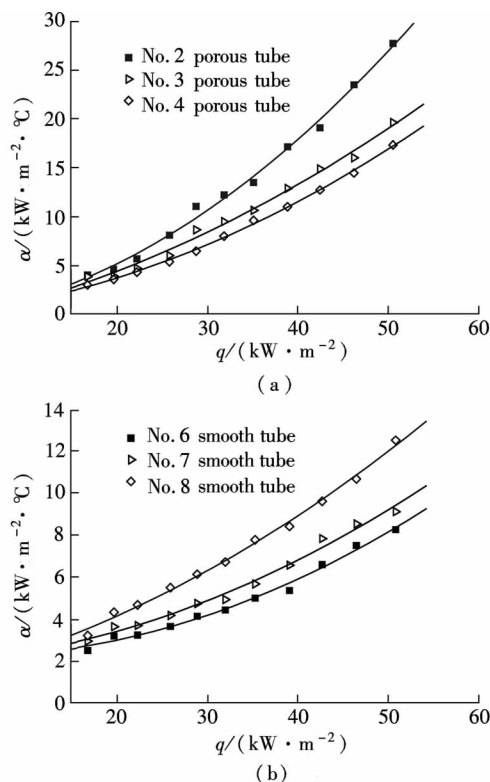 30
25
20
15
10
5
0
α/(kW·m⁻²·℃)
■ No. 2 porous tube
▷ No. 3 porous tube
◇ No. 4 porous tube
20 30 40 50 60
q/(kW·m⁻²)
(a)
14
12
10
8
6
4
2
0
α/(kW·m⁻²·℃)
■ No. 6 smooth tube
▷ No. 7 smooth tube
◇ No. 8 smooth tube
20 30 40 50 60
q/(kW·m⁻²)
(b)